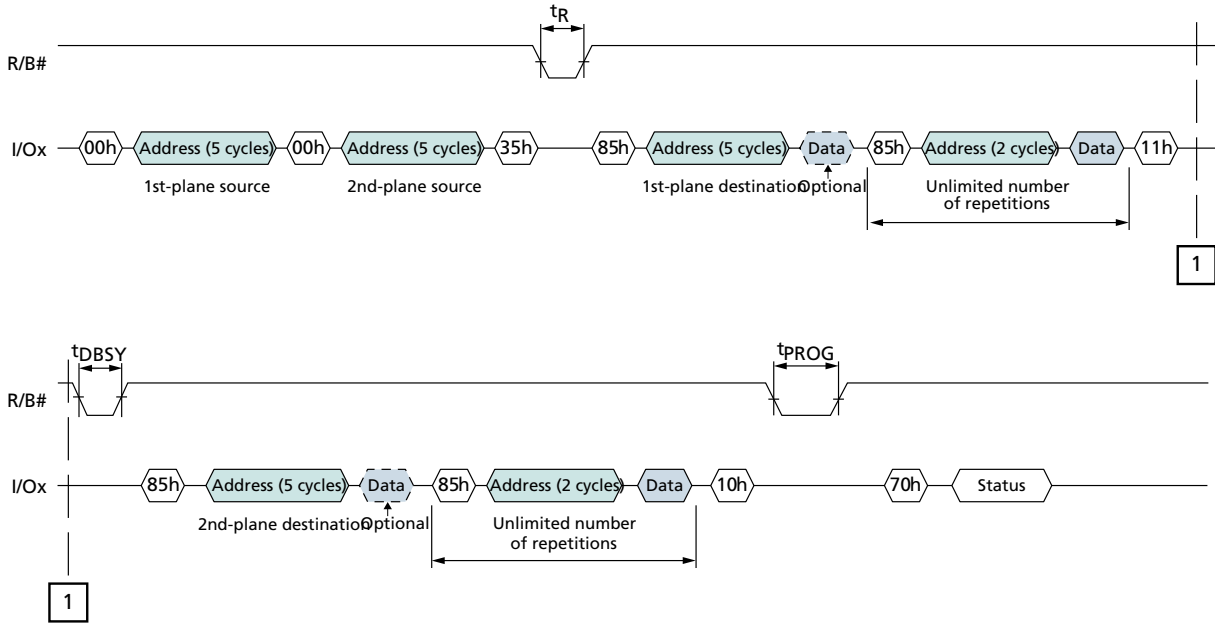 tR
R/B#
I/Ox 00h Address (5 cycles) 00h Address (5 cycles) 35h 85h Address (5 cycles) Data 85h Address (2 cycles) Data 11h
1st-plane source 2nd-plane source 1st-plane destination Optional Unlimited number
of repetitions
1
tDBSY tPROG
R/B#
I/Ox 85h Address (5 cycles) Data 85h Address (2 cycles) Data 10h 70h Status
2nd-plane destination Optional Unlimited number
of repetitions
1